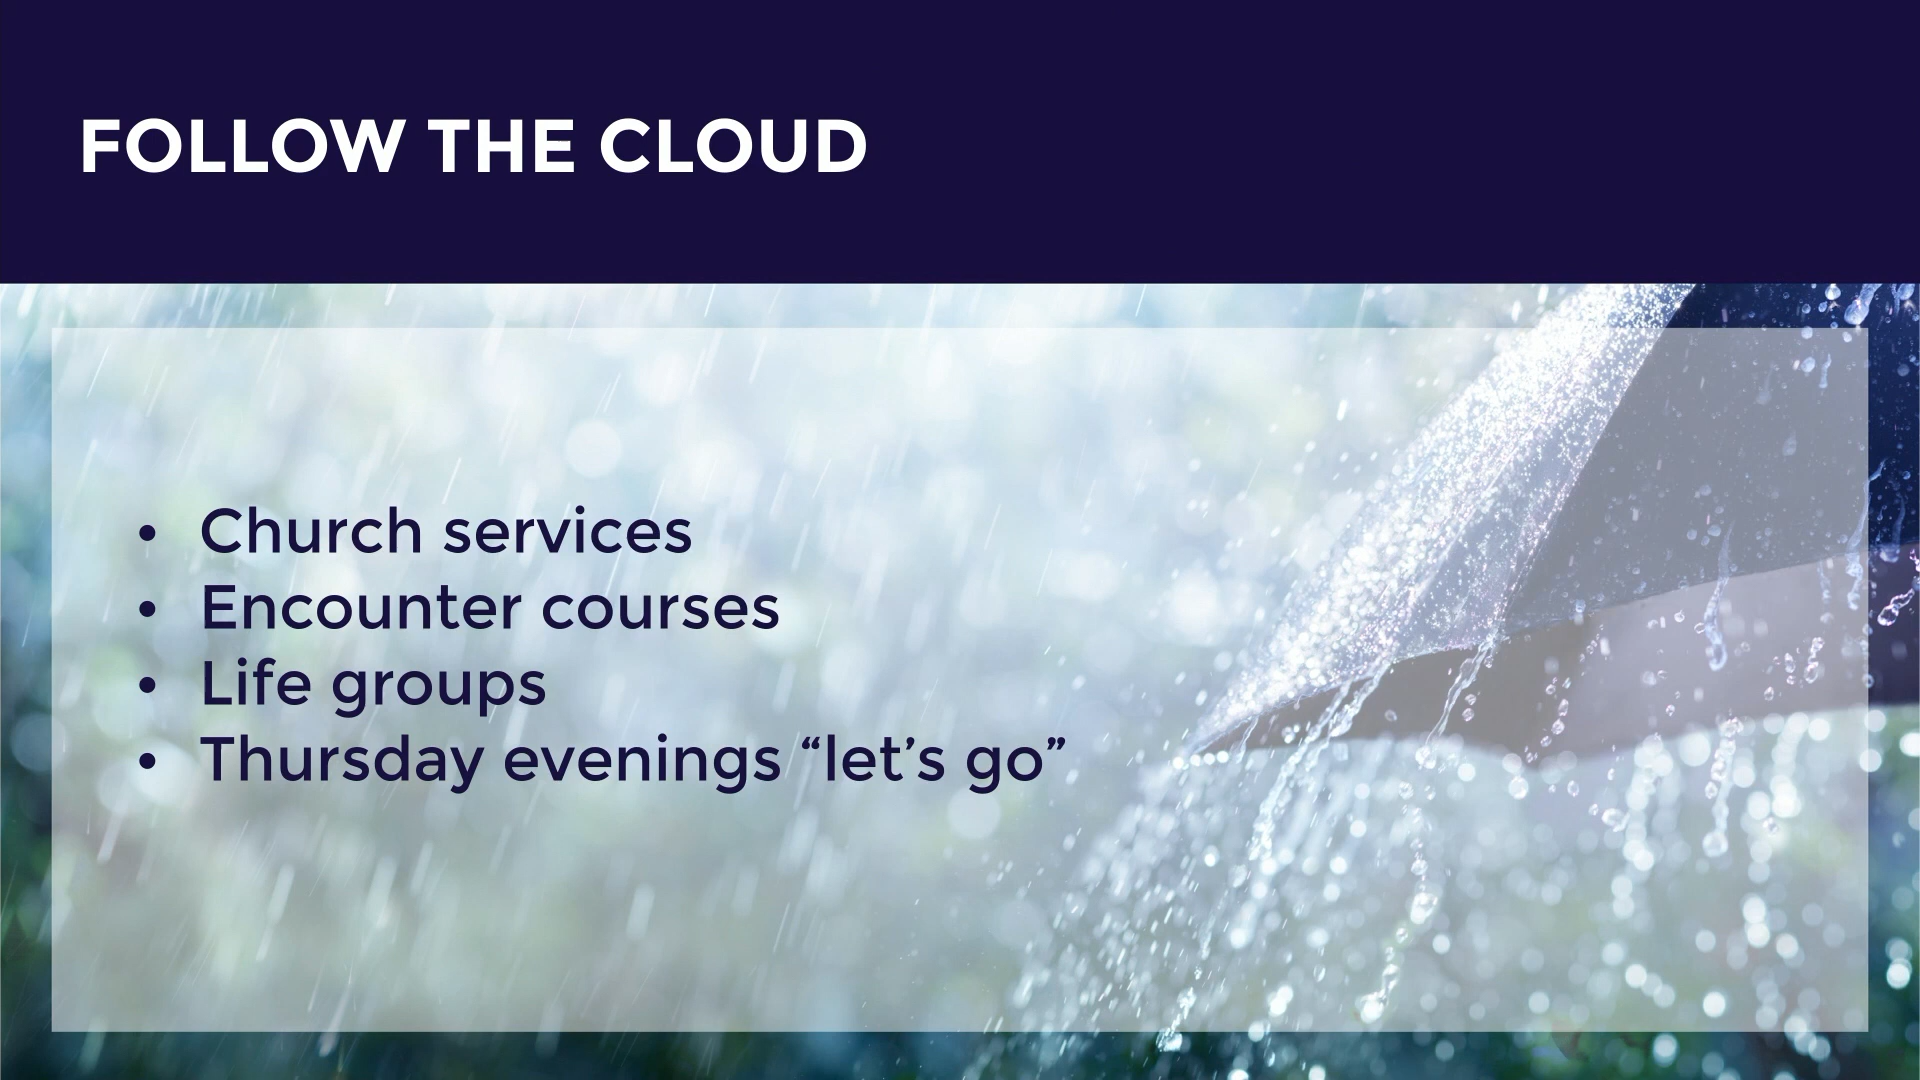 FOLLOW THE CLOUD
• Church services
• Encounter courses
• Life groups
• Thursday evenings “let’s go”